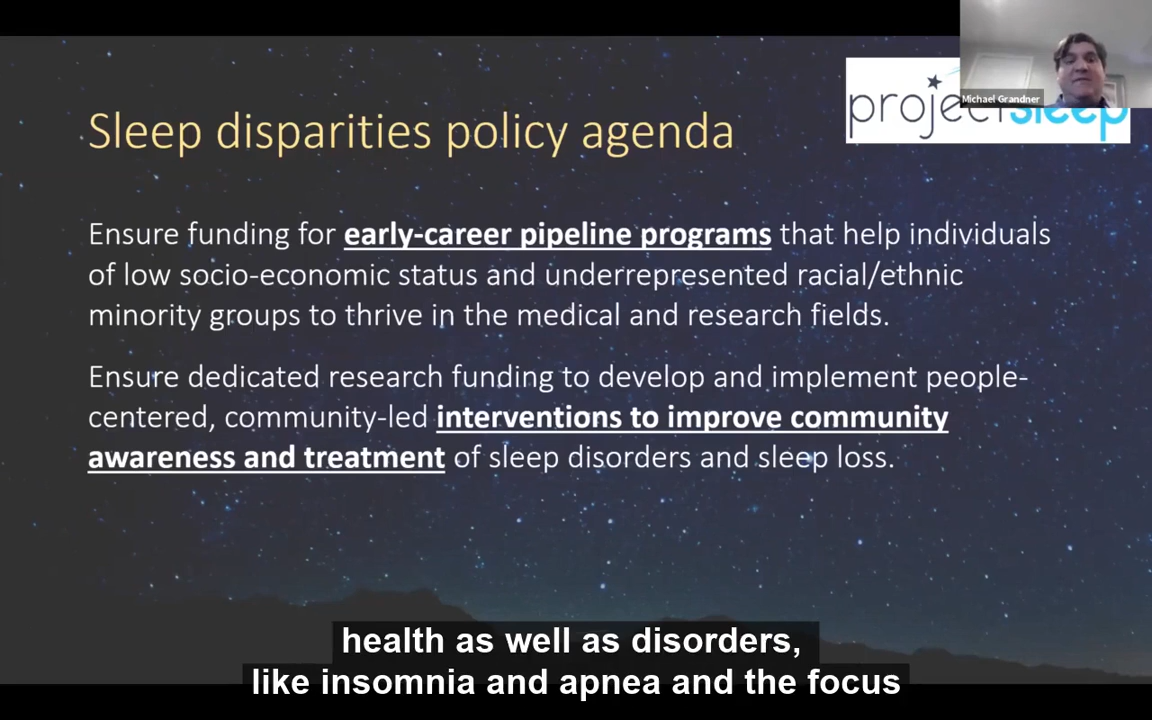 Michael Grandner
project sleep
Sleep disparities policy agenda
Ensure funding for early-career pipeline programs that help individuals
of low socio-economic status and underrepresented racial/ethnic
minority groups to thrive in the medical and research fields.
Ensure dedicated research funding to develop and implement people-
centered, community-led interventions to improve community
awareness and treatment of sleep disorders and sleep loss.
health as well as disorders,
like insomnia and apnea and the focus